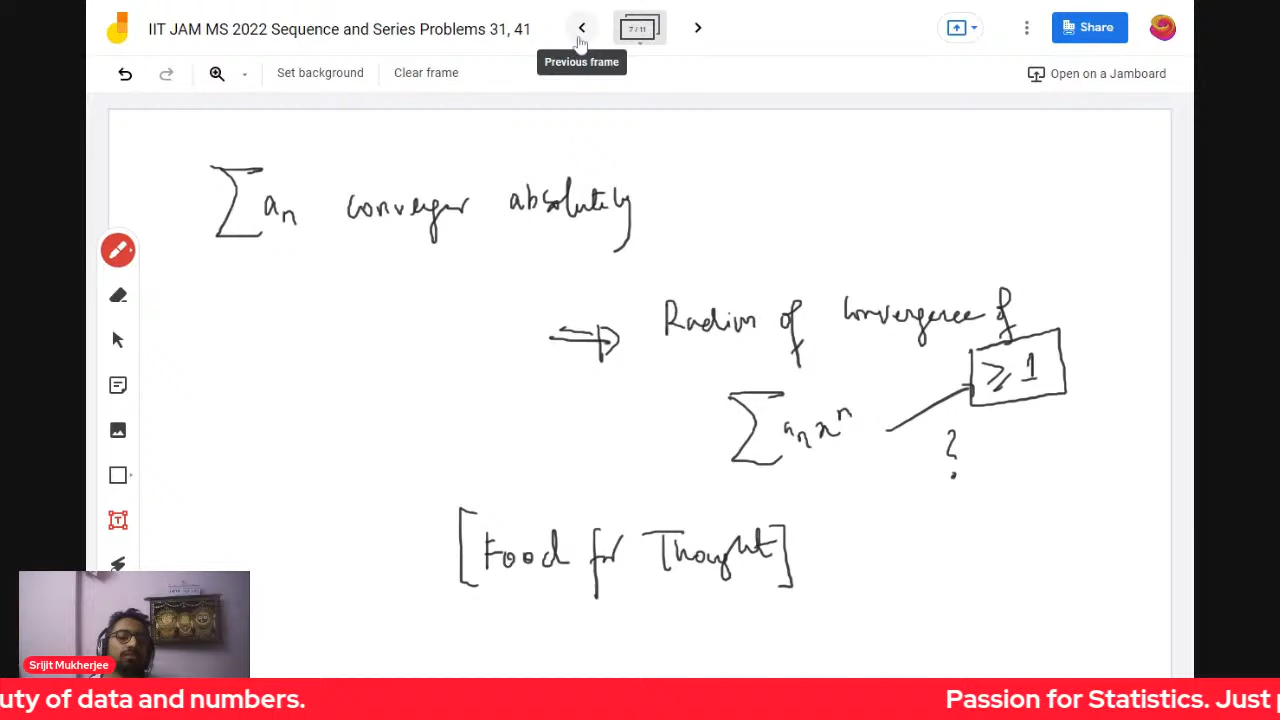 IIT JAM MS 2022 Sequence and Series Problems 31, 41
7 / 11
Share
Previous frame
Set background
Clear frame
Open on a Jamboard
∑ an converges absolutely
⇒ Radius of convergence of
≥ 1
∑ an x^n
?
[Food for Thought]
T
Srijit Mukherjee
uty of data and numbers.
Passion for Statistics. Just p